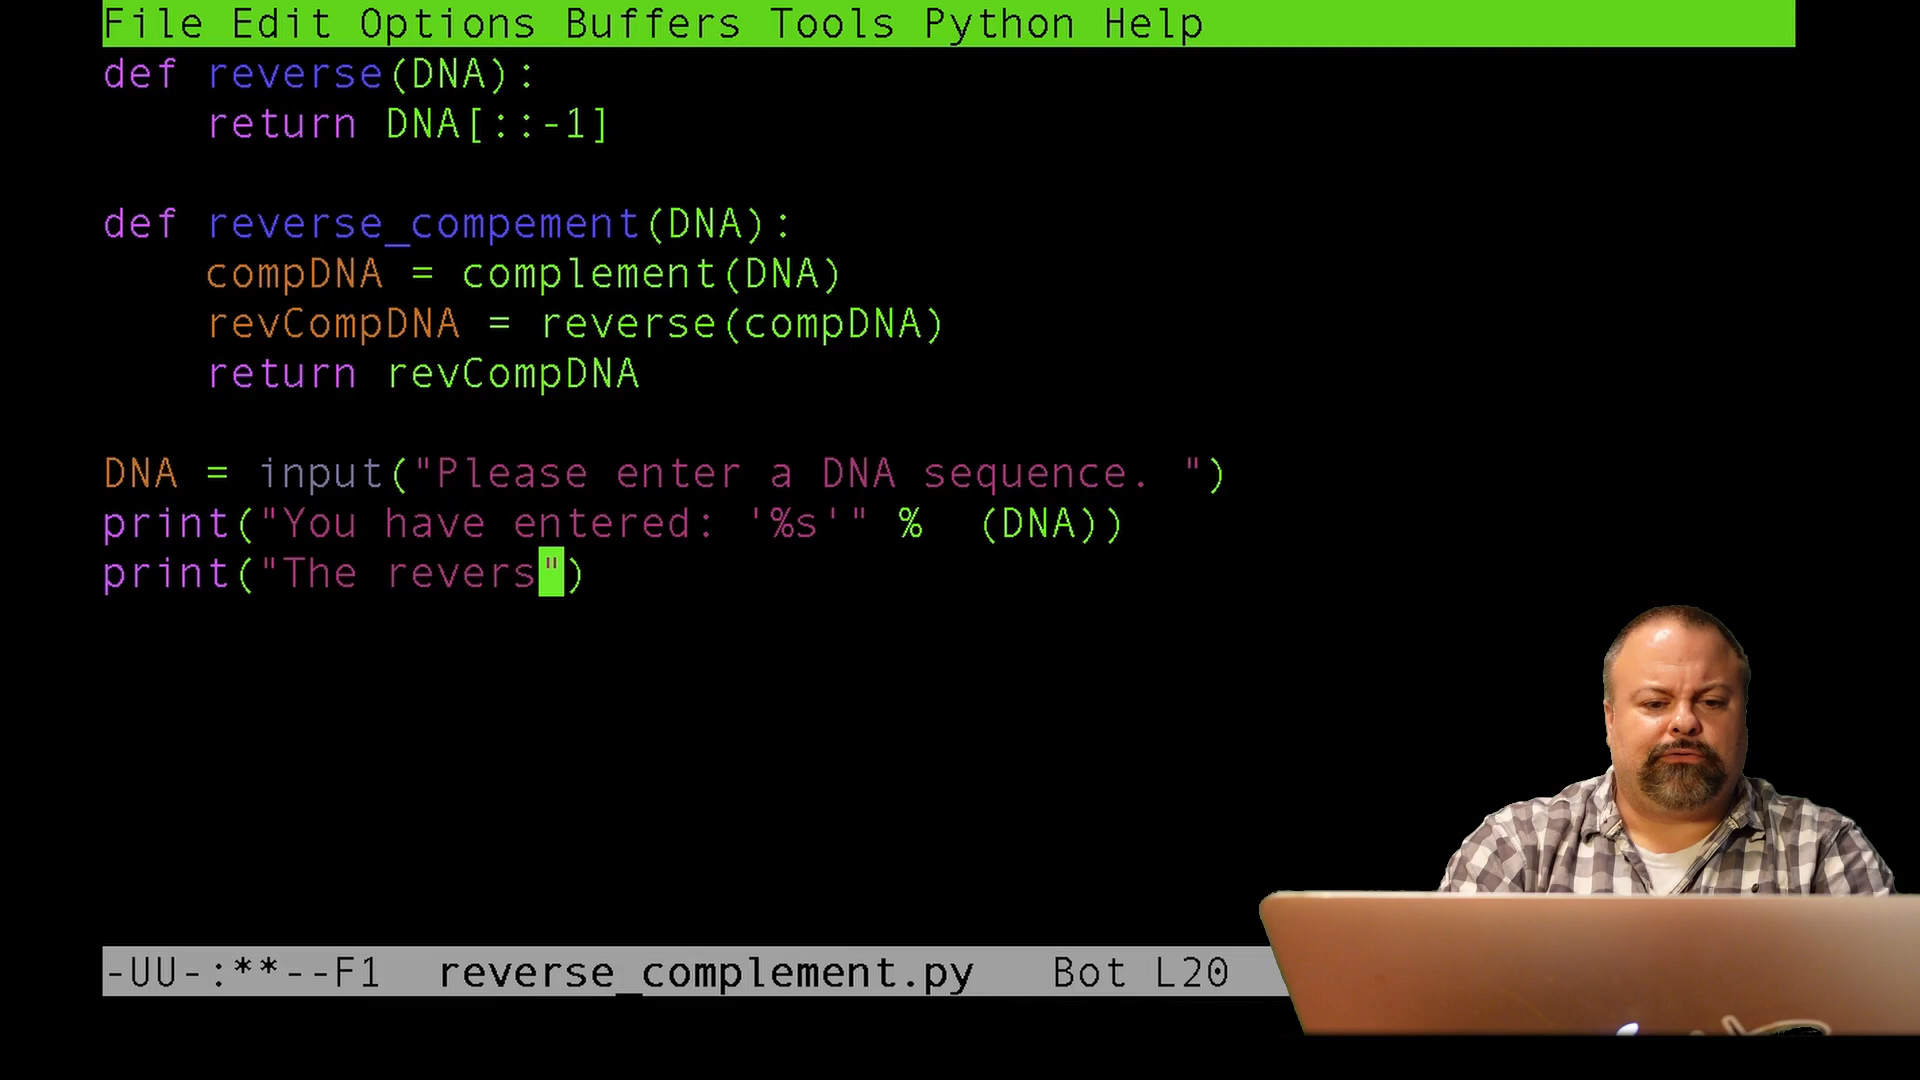 File Edit Options Buffers Tools Python Help
def reverse(DNA):
    return DNA[::-1]
def reverse_compement(DNA):
    compDNA = complement(DNA)
    revCompDNA = reverse(compDNA)
    return revCompDNA
DNA = input("Please enter a DNA sequence. ")
print("You have entered: '%s'" %  (DNA))
print("The revers")
-UU-:**--F1  reverse_complement.py   Bot L20